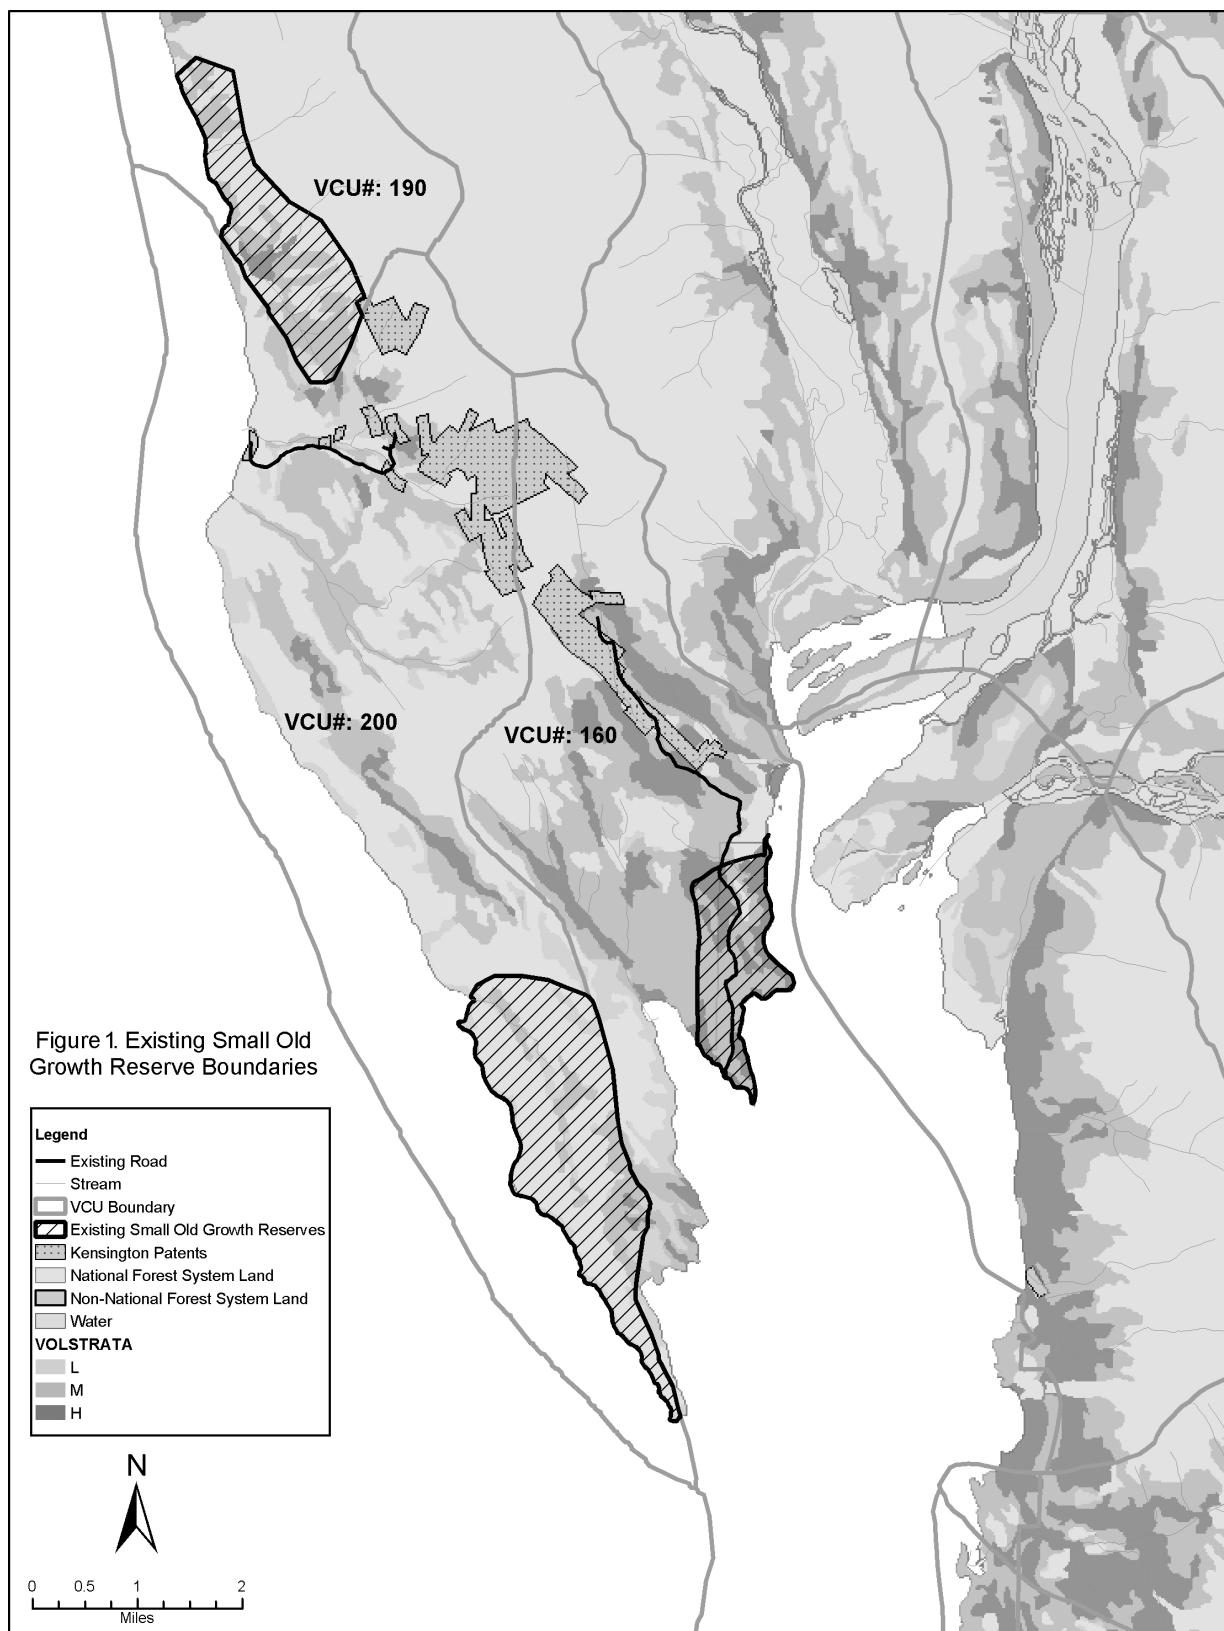 VCU#: 190
VCU#: 200
VCU#: 160
Figure 1. Existing Small Old
Growth Reserve Boundaries
Legend
Existing Road
Stream
VCU Boundary
Existing Small Old Growth Reserves
Kensington Patents
National Forest System Land
Non-National Forest System Land
Water
VOLSTRATA
L
M
H
N
0 0.5 1 2
Miles